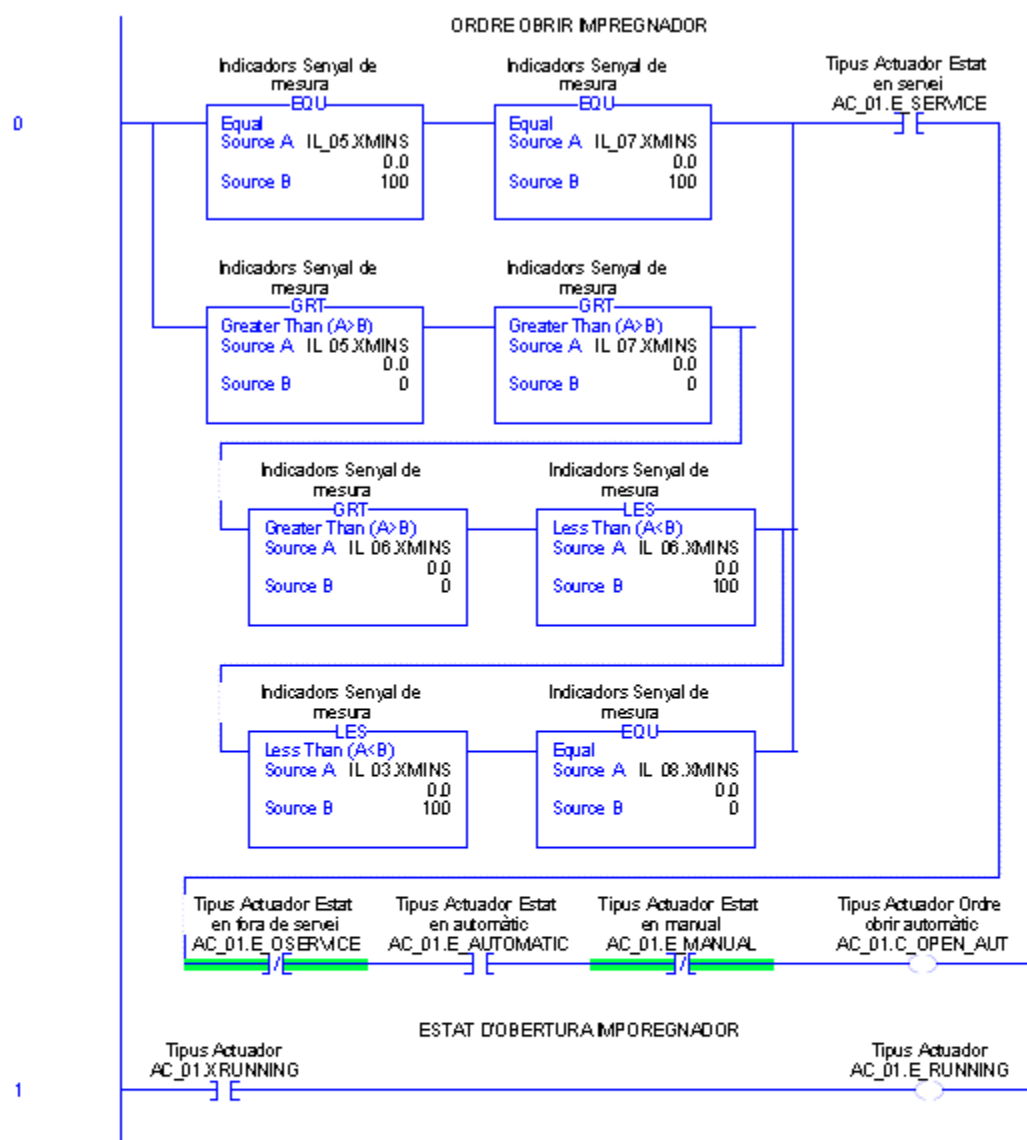 ORDRE OBRIR IMPREGNADOR
Indicadors Senyal de
mesura
EQU
Equal
Source A IL_05.XMINS
0.0
Source B 100
Indicadors Senyal de
mesura
EQU
Equal
Source A IL_07.XMINS
0.0
Source B 100
Tipus Actuador Estat
en servei
AC_01.E_SERVICE
0
Indicadors Senyal de
mesura
GRT
Greater Than (A>B)
Source A IL_05.XMINS
0.0
Source B 0
Indicadors Senyal de
mesura
GRT
Greater Than (A>B)
Source A IL_07.XMINS
0.0
Source B 0
Indicadors Senyal de
mesura
GRT
Greater Than (A>B)
Source A IL_06.XMINS
0.0
Source B 0
Indicadors Senyal de
mesura
LES
Less Than (A<B)
Source A IL_06.XMINS
0.0
Source B 100
Indicadors Senyal de
mesura
LES
Less Than (A<B)
Source A IL_03.XMINS
0.0
Source B 100
Indicadors Senyal de
mesura
EQU
Equal
Source A IL_08.XMINS
0.0
Source B 0
Tipus Actuador Estat
en fora de servei
AC_01.E_OSERVICE
Tipus Actuador Estat
en automàtic
AC_01.E_AUTOMATIC
Tipus Actuador Estat
en manual
AC_01.E_MANUAL
Tipus Actuador Ordre
obrir automàtic
AC_01.C_OPEN_AUT
ESTAT D'OBERTURA IMPOREGNADOR
Tipus Actuador
AC_01.XRUNNING
Tipus Actuador
AC_01.E_RUNNING
1